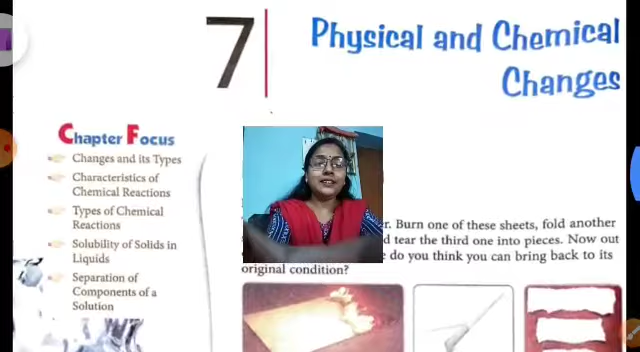 7
Physical and Chemical
Changes
Chapter Focus
Changes and its Types
Characteristics of
Chemical Reactions
Types of Chemical
Reactions
Solubility of Solids in
Liquids
Separation of
Components of a
Solution
r. Burn one of these sheets, fold another
d tear the third one into pieces. Now out
do you think you can bring back to its
original condition?